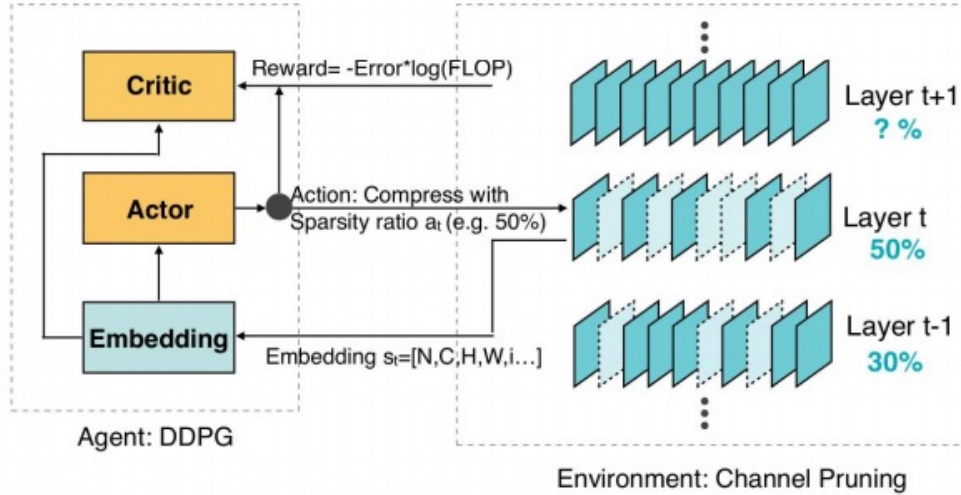 Critic
Reward= -Error*log(FLOP)
Layer t+1
? %
Actor
Action: Compress with
Sparsity ratio aₜ (e.g. 50%)
Layer t
50%
Embedding
Embedding sₜ=[N,C,H,W,i...]
Layer t-1
30%
Agent: DDPG
Environment: Channel Pruning